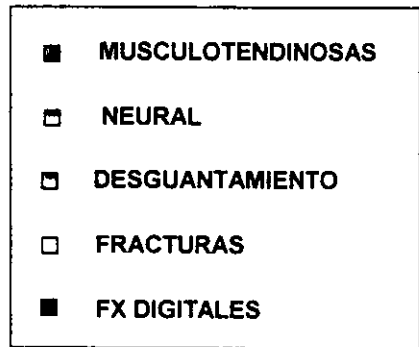 MUSCULOTENDINOSAS
NEURAL
DESGUANTAMIENTO
FRACTURAS
FX DIGITALES